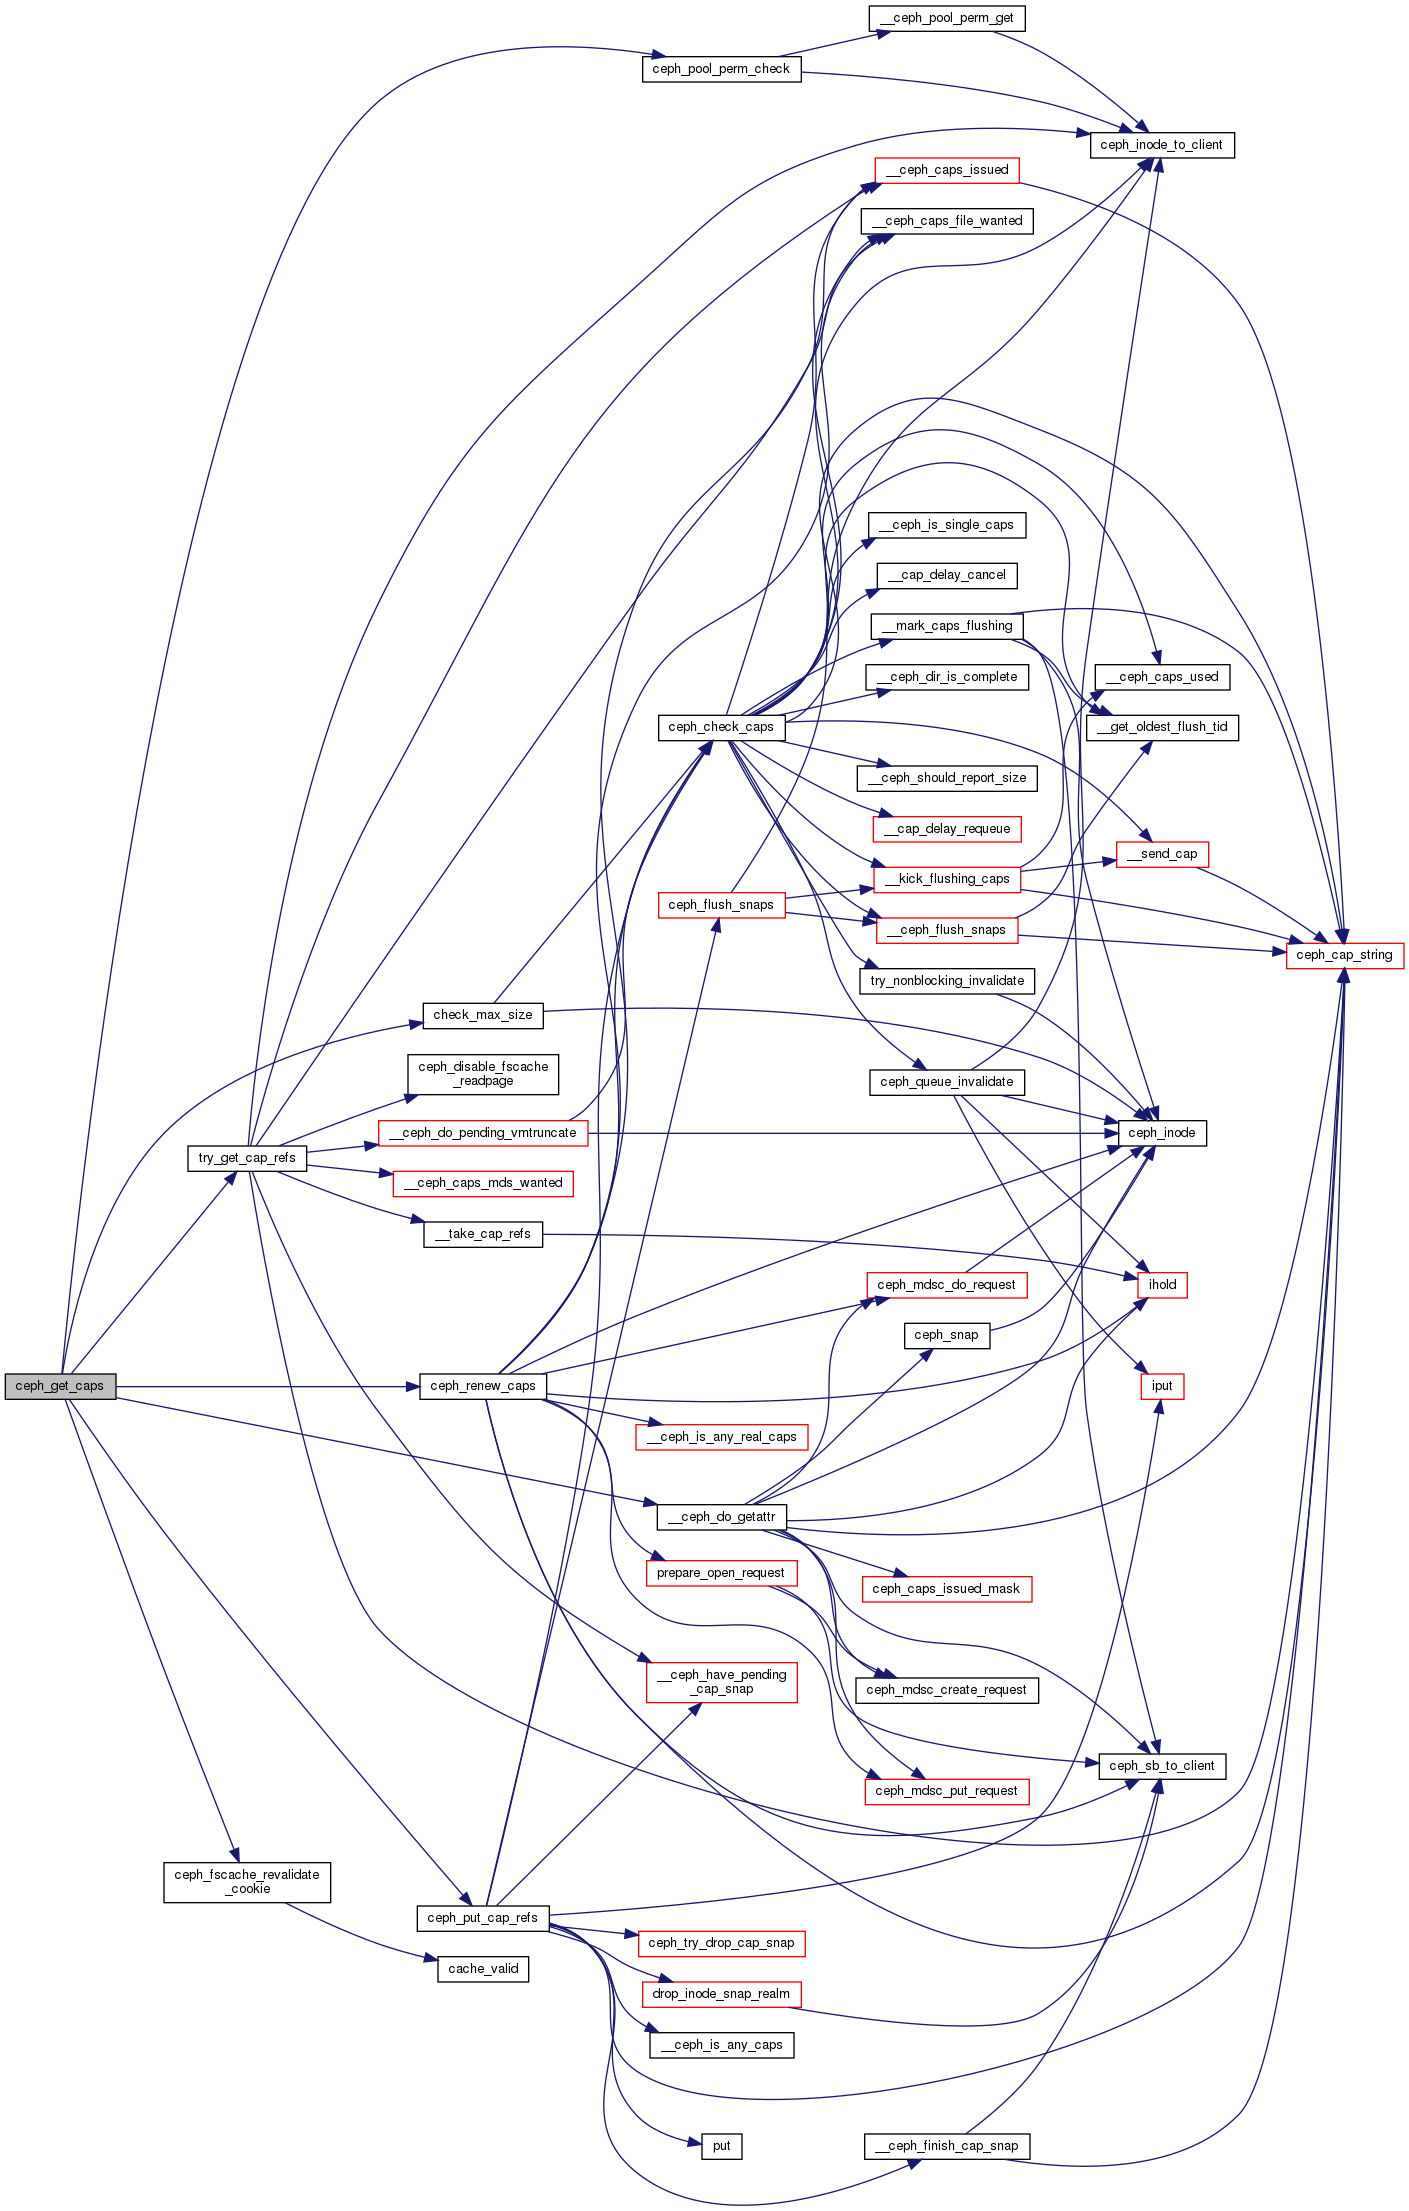 __ceph_pool_perm_get
ceph_pool_perm_check
ceph_inode_to_client
__ceph_caps_issued
__ceph_caps_file_wanted
__ceph_is_single_caps
__cap_delay_cancel
__mark_caps_flushing
__ceph_dir_is_complete
__ceph_caps_used
ceph_check_caps
__get_oldest_flush_tid
__ceph_should_report_size
__cap_delay_requeue
__send_cap
__kick_flushing_caps
ceph_flush_snaps
__ceph_flush_snaps
ceph_cap_string
try_nonblocking_invalidate
check_max_size
ceph_disable_fscache
_readpage
ceph_queue_invalidate
__ceph_do_pending_vmtruncate
ceph_inode
try_get_cap_refs
__ceph_caps_mds_wanted
__take_cap_refs
ceph_mdsc_do_request
ihold
ceph_snap
ceph_get_caps
ceph_renew_caps
iput
__ceph_is_any_real_caps
__ceph_do_getattr
prepare_open_request
ceph_caps_issued_mask
__ceph_have_pending
_cap_snap
ceph_mdsc_create_request
ceph_sb_to_client
ceph_mdsc_put_request
ceph_fscache_revalidate
_cookie
ceph_put_cap_refs
ceph_try_drop_cap_snap
cache_valid
drop_inode_snap_realm
__ceph_is_any_caps
put
__ceph_finish_cap_snap